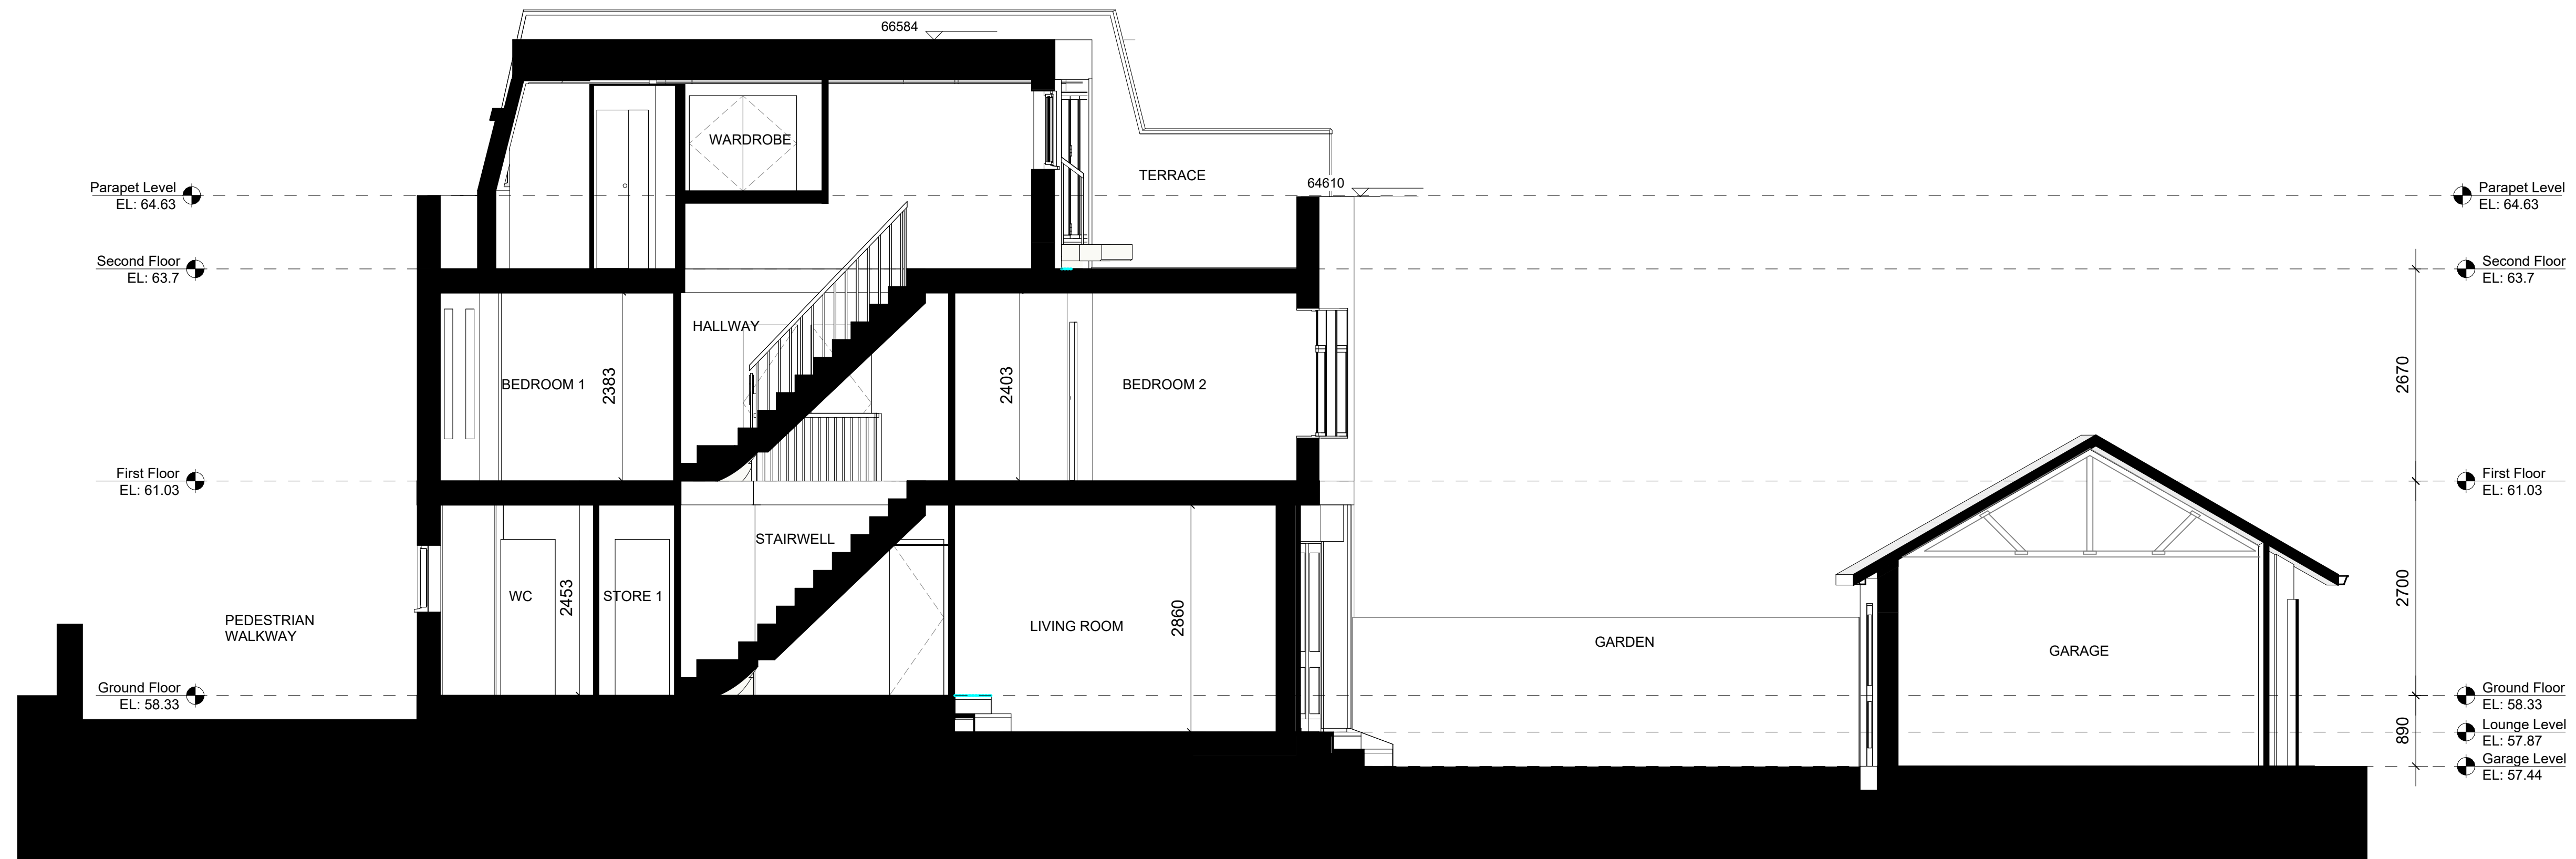 66584
WARDROBE
TERRACE
64610
Parapet Level
EL: 64.63
Parapet Level
EL: 64.63
Second Floor
EL: 63.7
Second Floor
EL: 63.7
HALLWAY
BEDROOM 1
2383
2403
BEDROOM 2
2670
First Floor
EL: 61.03
First Floor
EL: 61.03
STAIRWELL
WC
2453
STORE 1
2860
2700
PEDESTRIAN
WALKWAY
LIVING ROOM
GARDEN
GARAGE
Ground Floor
EL: 58.33
Ground Floor
EL: 58.33
890
Lounge Level
EL: 57.87
Garage Level
EL: 57.44